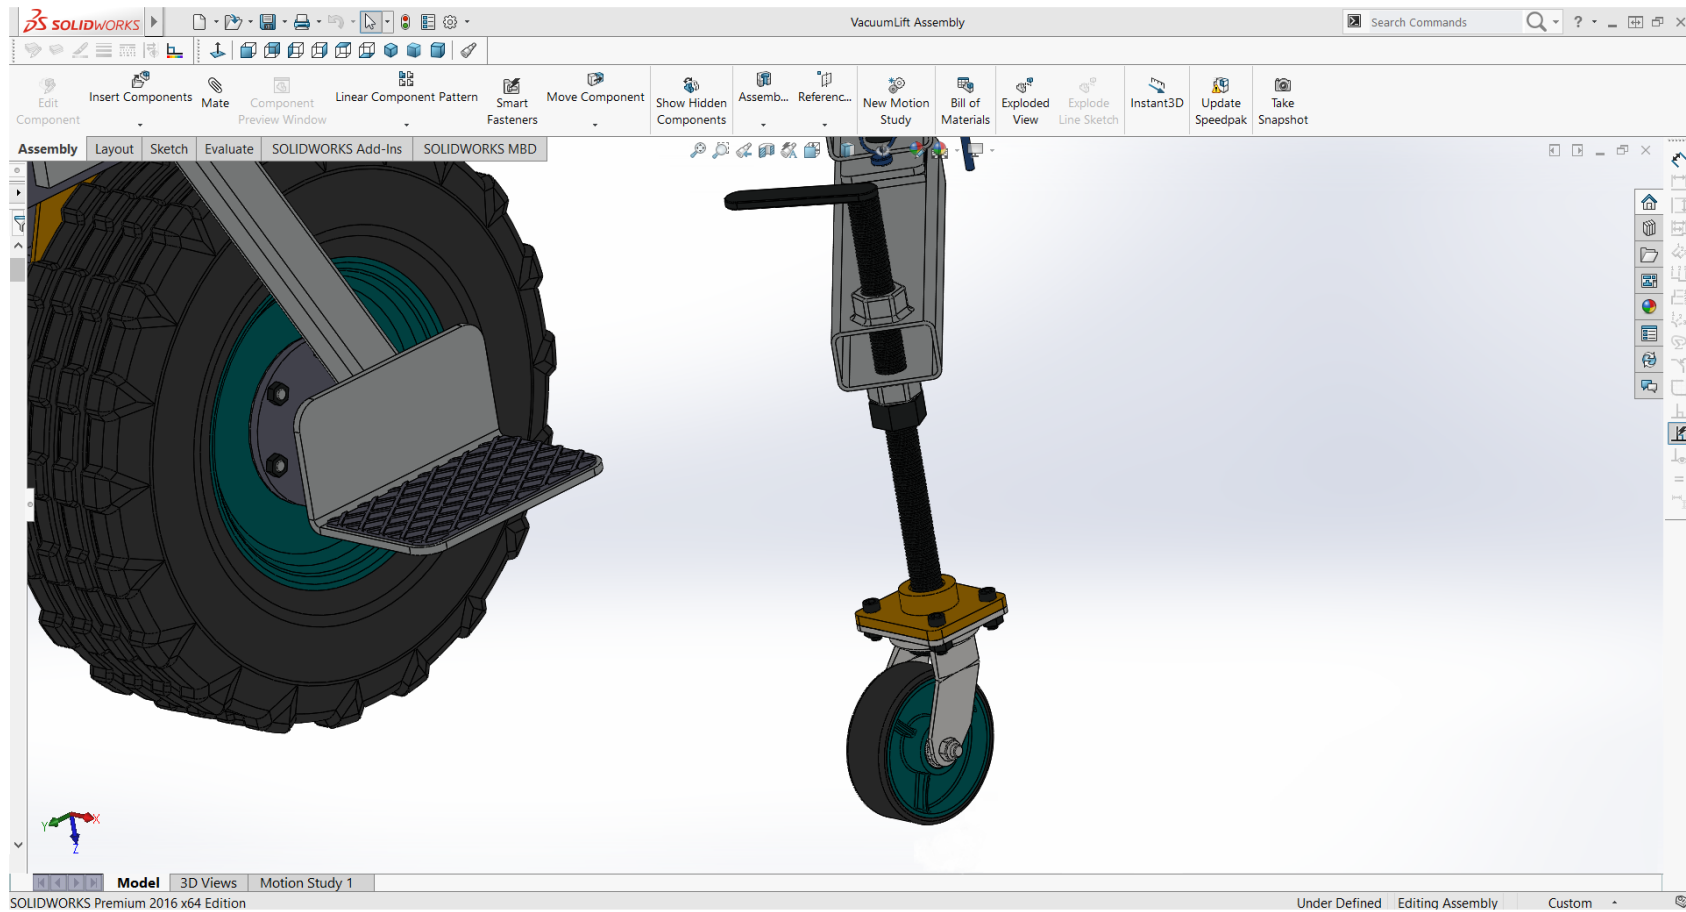 SOLIDWORKS
VacuumLift Assembly
Search Commands
?
Edit Component
Insert Components
Mate
Component Preview Window
Linear Component Pattern
Smart Fasteners
Move Component
Show Hidden Components
Assemb...
Referenc...
New Motion Study
Bill of Materials
Exploded View
Explode Line Sketch
Instant3D
Update Speedpak
Take Snapshot
Assembly
Layout
Sketch
Evaluate
SOLIDWORKS Add-Ins
SOLIDWORKS MBD
Y
X
Z
Model
3D Views
Motion Study 1
SOLIDWORKS Premium 2016 x64 Edition
Under Defined
Editing Assembly
Custom